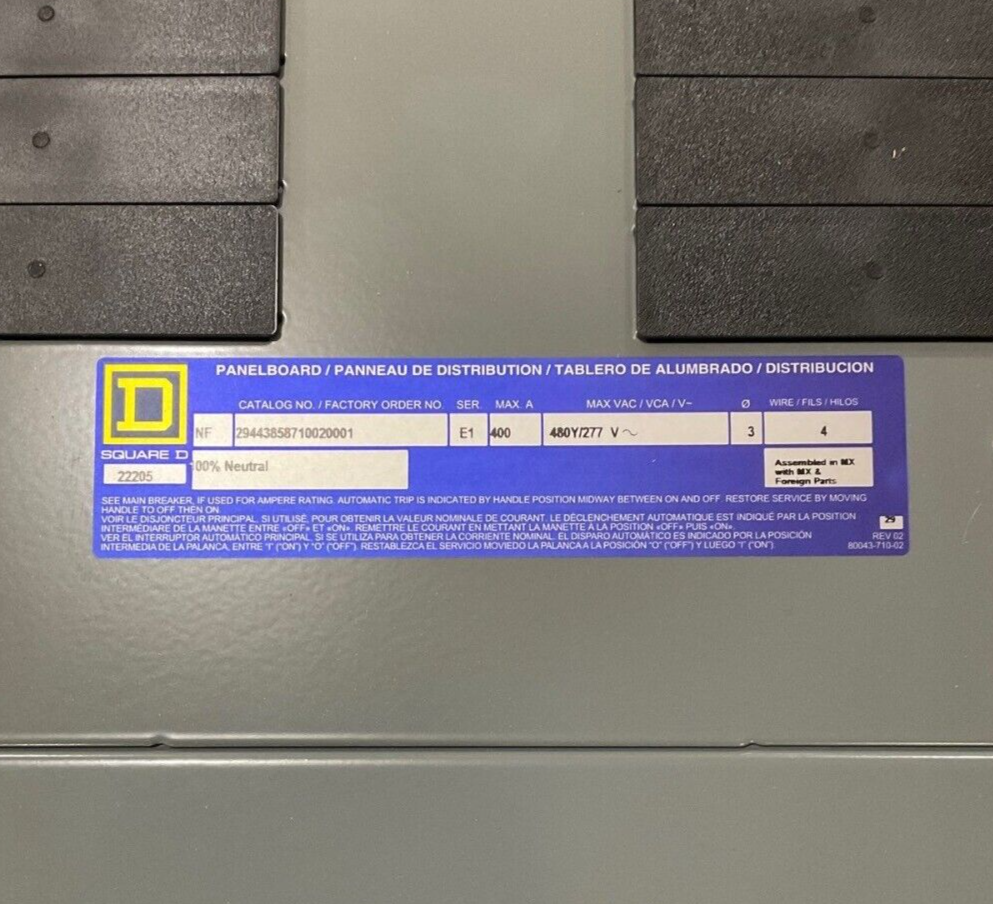 PANELBOARD / PANNEAU DE DISTRIBUTION / TABLERO DE ALUMBRADO / DISTRIBUCION
CATALOG NO. / FACTORY ORDER NO. SER. MAX. A MAX VAC / VCA / V~ Ø WIRE / FILS / HILOS
NF 29443858710020001 E1 400 480Y/277 V ~ 3 4
SQUARE D
22205
00% Neutral
Assembled in MX
with MX &
Foreign Parts
SEE MAIN BREAKER, IF USED FOR AMPERE RATING. AUTOMATIC TRIP IS INDICATED BY HANDLE POSITION MIDWAY BETWEEN ON AND OFF. RESTORE SERVICE BY MOVING
HANDLE TO OFF THEN ON.
VOIR LE DISJONCTEUR PRINCIPAL, SI UTILISÉ, POUR OBTENIR LA VALEUR NOMINALE DE COURANT. LE DÉCLENCHEMENT AUTOMATIQUE EST INDIQUÉ PAR LA POSITION
INTERMÉDIAIRE DE LA MANETTE ENTRE «OFF» ET «ON». REMETTRE LE COURANT EN METTANT LA MANETTE À LA POSITION «OFF» PUIS «ON».
VER EL INTERRUPTOR AUTOMÁTICO PRINCIPAL, SI SE UTILIZA PARA OBTENER LA CORRIENTE NOMINAL. EL DISPARO AUTOMÁTICO ES INDICADO POR LA POSICIÓN
INTERMEDIA DE LA PALANCA, ENTRE "I" ("ON") Y "O" ("OFF"). RESTABLEZCA EL SERVICIO MOVIEDO LA PALANCA A LA POSICIÓN "O" ("OFF") Y LUEGO "I" ("ON").
29
REV 02
80043-710-02